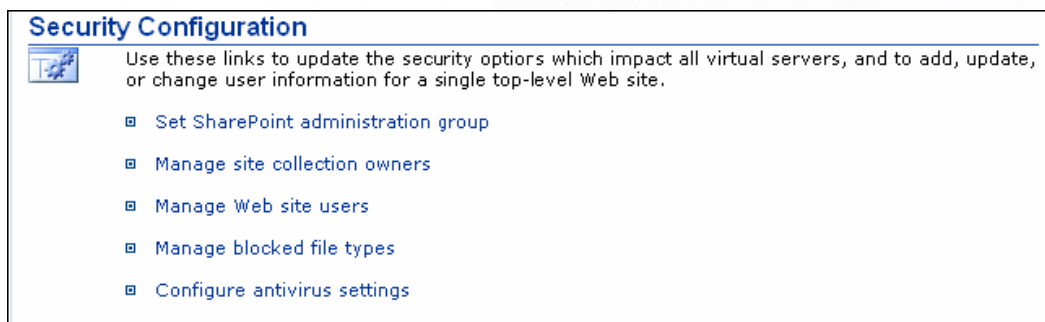 Security Configuration
Use these links to update the security options which impact all virtual servers, and to add, update,
or change user information for a single top-level Web site.
Set SharePoint administration group
Manage site collection owners
Manage Web site users
Manage blocked file types
Configure antivirus settings